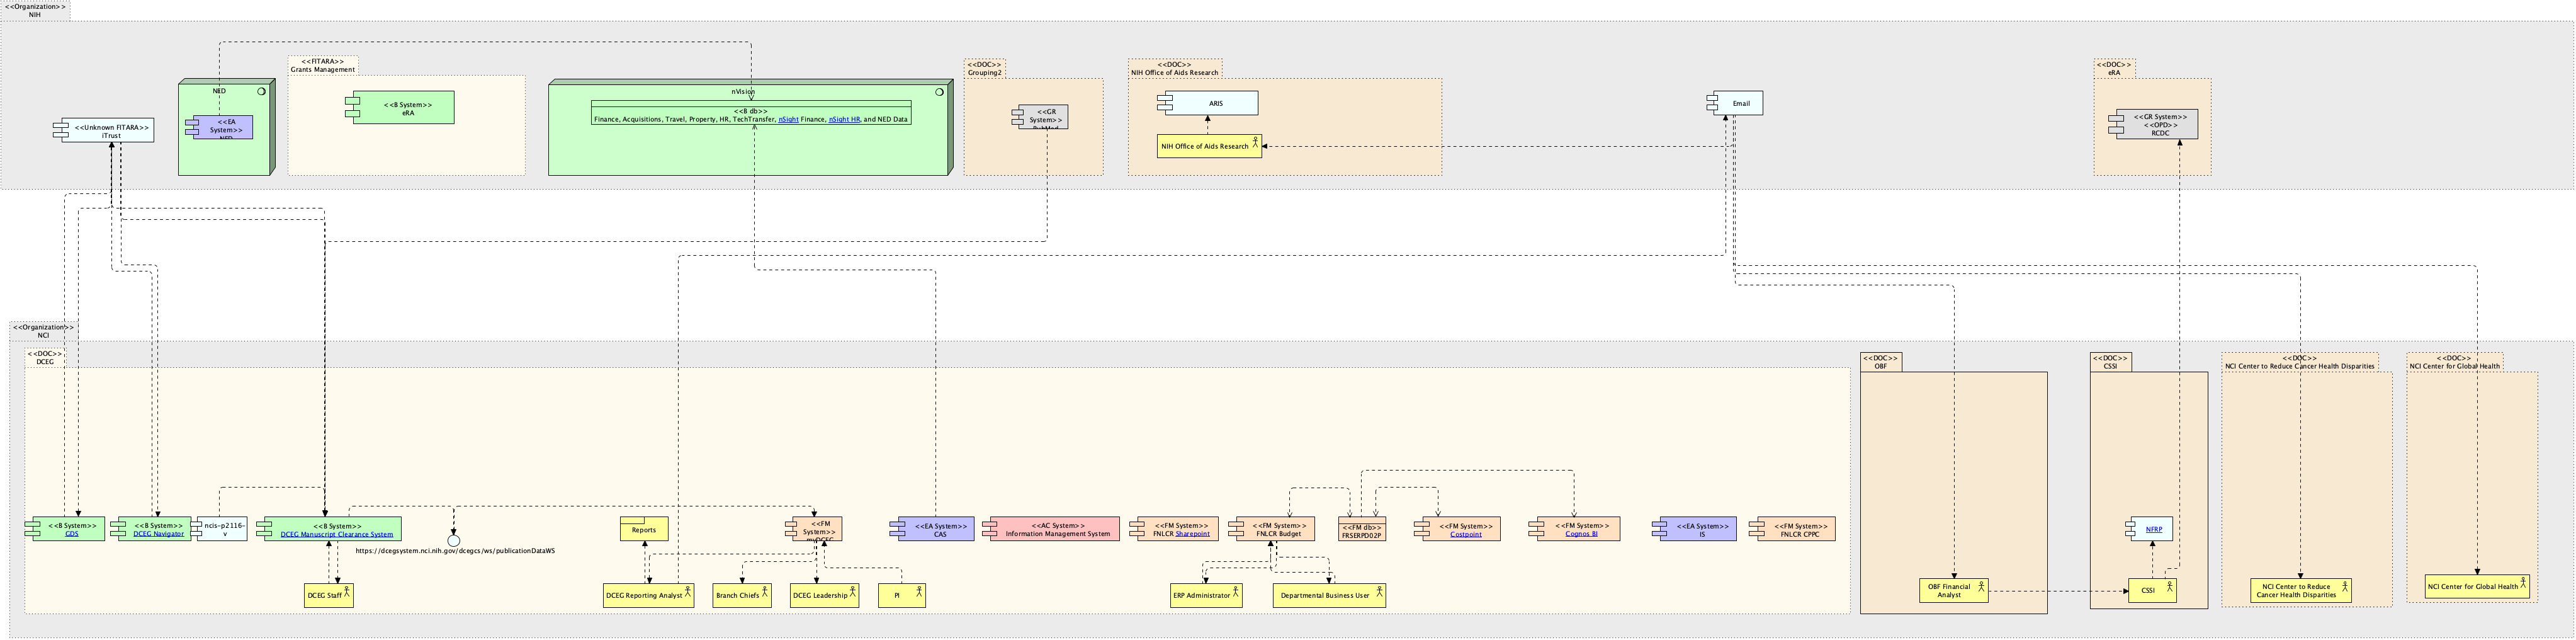 <<Organization>>
NIH
<<Unknown FITARA>>
iTrust
NED
<<EA
System>>
<<FITARA>>
Grants Management
<<B System>>
eRA
nVision
<<B db>>
Finance, Acquisitions, Travel, Property, HR, TechTransfer, nSight Finance, nSight HR, and NED Data
<<DOC>>
Grouping2
<<GR
System>>
<<DOC>>
NIH Office of Aids Research
ARIS
NIH Office of Aids Research
Email
<<DOC>>
eRA
<<GR System>>
<<OPD>>
RCDC
<<Organization>>
NCI
<<DOC>>
DCEG
<<B System>>
GDS
<<B System>>
DCEG Navigator
ncis-p2116-
v
<<B System>>
DCEG Manuscript Clearance System
https://dcegsystem.nci.nih.gov/dcegcs/ws/publicationDataWS
Reports
<<FM
System>>
<<EA System>>
CAS
<<AC System>>
Information Management System
<<FM System>>
FNLCR Sharepoint
<<FM System>>
FNLCR Budget
<<FM db>>
FRSERPD02P
<<FM System>>
Costpoint
<<FM System>>
Cognos BI
<<EA System>>
IS
<<FM System>>
FNLCR CPPC
DCEG Staff
DCEG Reporting Analyst
Branch Chiefs
DCEG Leadership
PI
ERP Administrator
Departmental Business User
<<DOC>>
OBF
OBF Financial
Analyst
<<DOC>>
CSSI
NFRP
CSSI
<<DOC>>
NCI Center to Reduce Cancer Health Disparities
NCI Center to Reduce
Cancer Health Disparities
<<DOC>>
NCI Center for Global Health
NCI Center for Global Health